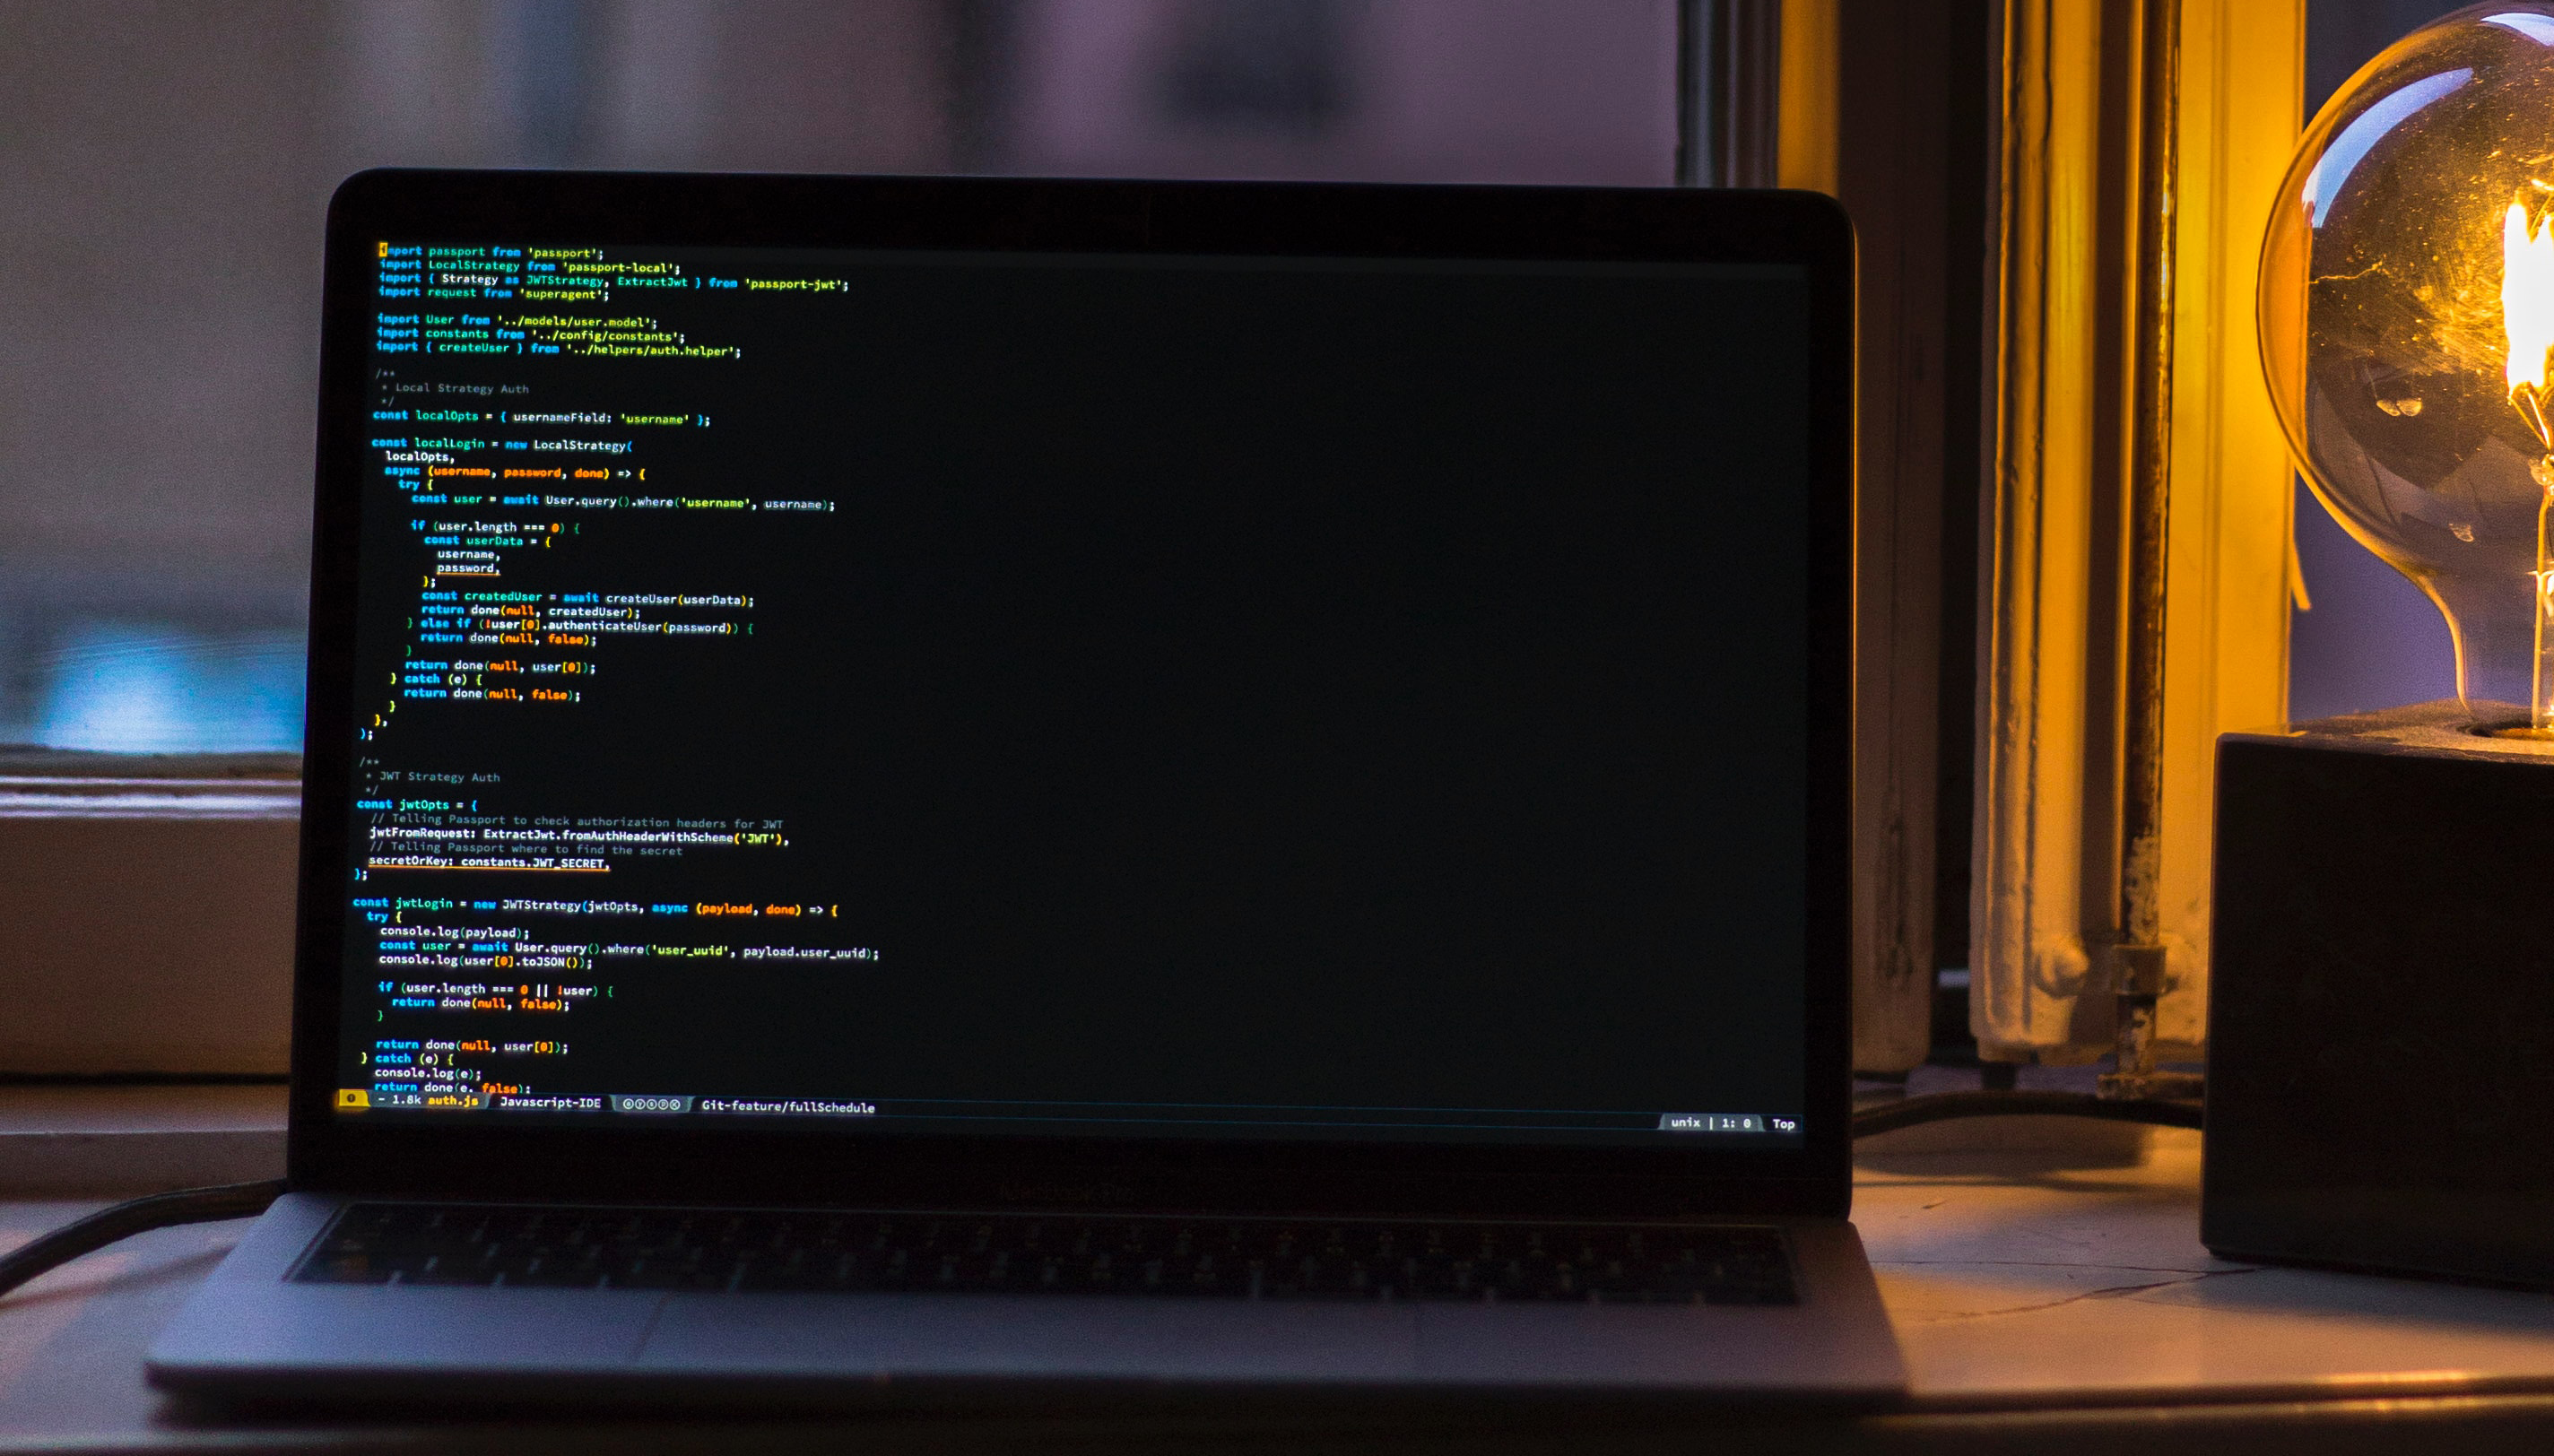 import passport from 'passport';
import LocalStrategy from 'passport-local';
import { Strategy as JWTStrategy, ExtractJwt } from 'passport-jwt';
import request from 'superagent';
import User from '../models/user.model';
import constants from '../config/constants';
import { createUser } from '../helpers/auth.helper';
/**
* Local Strategy Auth
*/
const localOpts = { usernameField: 'username' };
const localLogin = new LocalStrategy(
localOpts,
async (username, password, done) => {
try {
const user = await User.query().where('username', username);
if (user.length === 0) {
const userData = {
username,
password,
};
const createdUser = await createUser(userData);
return done(null, createdUser);
} else if (!user[0].authenticateUser(password)) {
return done(null, false);
}
return done(null, user[0]);
} catch (e) {
return done(null, false);
}
},
);
/**
* JWT Strategy Auth
*/
const jwtOpts = {
// Telling Passport to check authorization headers for JWT
jwtFromRequest: ExtractJwt.fromAuthHeaderWithScheme('JWT'),
// Telling Passport where to find the secret
secretOrKey: constants.JWT_SECRET,
};
const jwtLogin = new JWTStrategy(jwtOpts, async (payload, done) => {
try {
console.log(payload);
const user = await User.query().where('user_uuid', payload.user_uuid);
console.log(user[0].toJSON());
if (user.length === 0 || !user) {
return done(null, false);
}
return done(null, user[0]);
} catch (e) {
console.log(e);
return done(e, false);
- 1.8k auth.js Javascript-IDE Git-feature/fullSchedule unix | 1: 0 Top